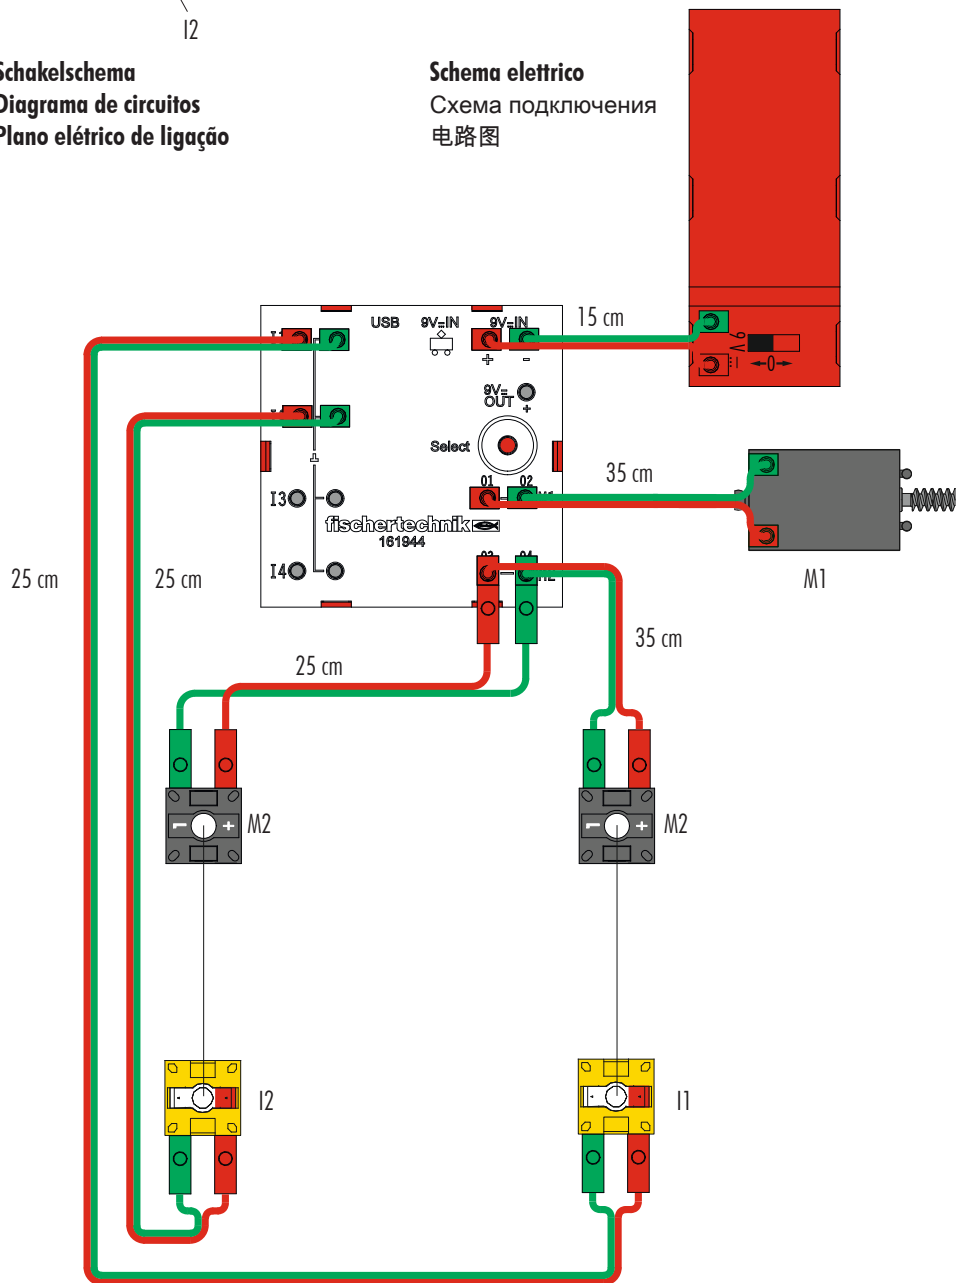 I2
Schakelschema
Diagrama de circuitos
Plano elétrico de ligação
Schema elettrico
Схема подключения
电路图
USB 9V=IN 9V=IN
+ -
15 cm
9V
-0-
9V=
OUT
+
Select
O1 O2
35 cm
I3
fischertechnik
161944
I4
M1
25 cm
25 cm
35 cm
25 cm
M2
M2
I2
I1